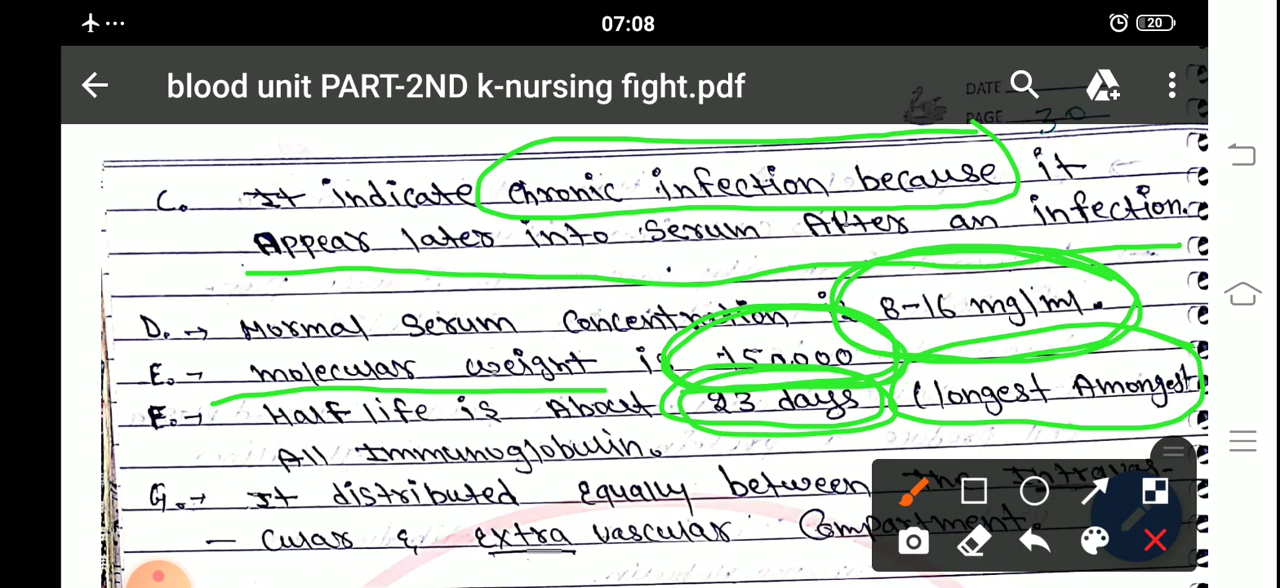 07:08
20
blood unit PART-2ND k-nursing fight.pdf
DATE
PAGE 30
C. It indicate chronic infection because it
Appear later into serum After an infection.
D. → Normal Serum Concentration is 8-16 mg/ml.
E. → molecular weight is 150000
F. → Half life is About 23 days (longest Amongest
All Immunoglobulin.
G. → It distributed equally between the Intravas-
- cular & extra vascular Compartment.